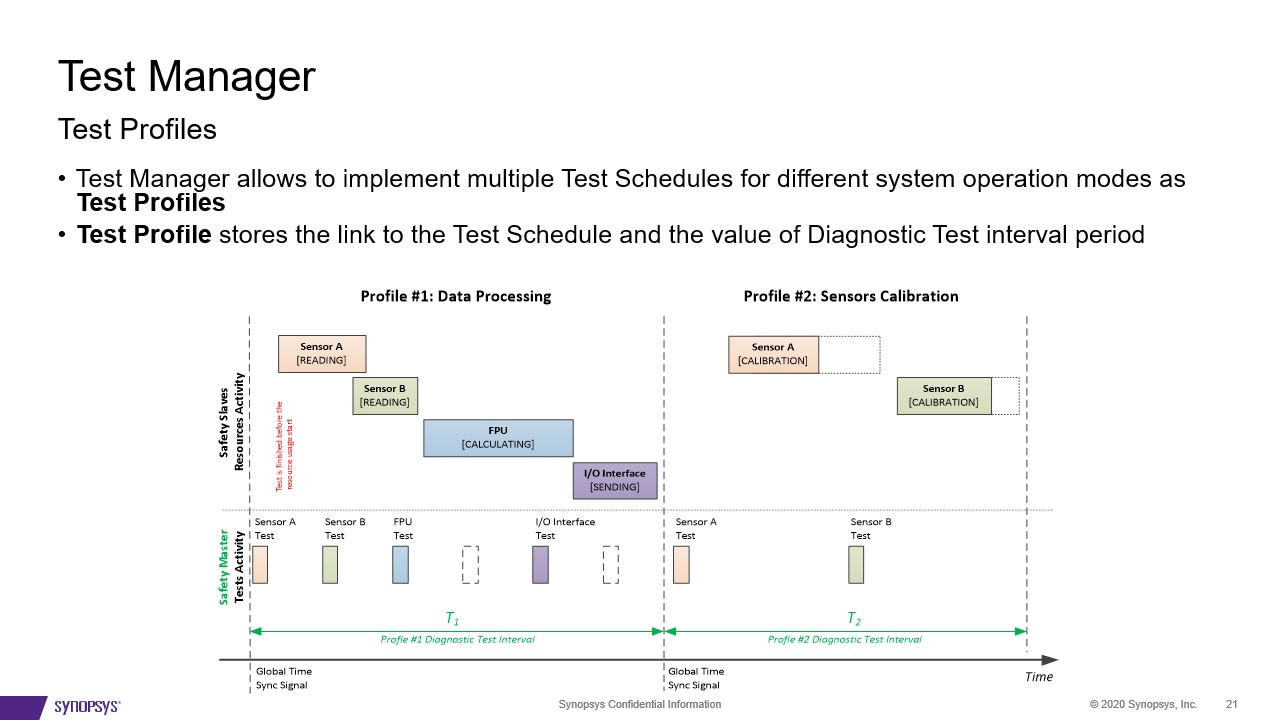 Test Manager
Test Profiles
• Test Manager allows to implement multiple Test Schedules for different system operation modes as
Test Profiles
• Test Profile stores the link to the Test Schedule and the value of Diagnostic Test interval period
Profile #1: Data Processing
Profile #2: Sensors Calibration
Safety Slaves
Resources Activity
Sensor A
[READING]
Sensor B
[READING]
FPU
[CALCULATING]
I/O Interface
[SENDING]
Sensor A
[CALIBRATION]
Sensor B
[CALIBRATION]
Test is finished before the
resource usage start
Safety Master
Tests Activity
Sensor A
Test
Sensor B
Test
FPU
Test
I/O Interface
Test
Sensor A
Test
Sensor B
Test
T1
Profie #1 Diagnostic Test Interval
T2
Profie #2 Diagnostic Test Interval
Global Time
Sync Signal
Global Time
Sync Signal
Time
SYNOPSYS®
Synopsys Confidential Information
© 2020 Synopsys, Inc.
21